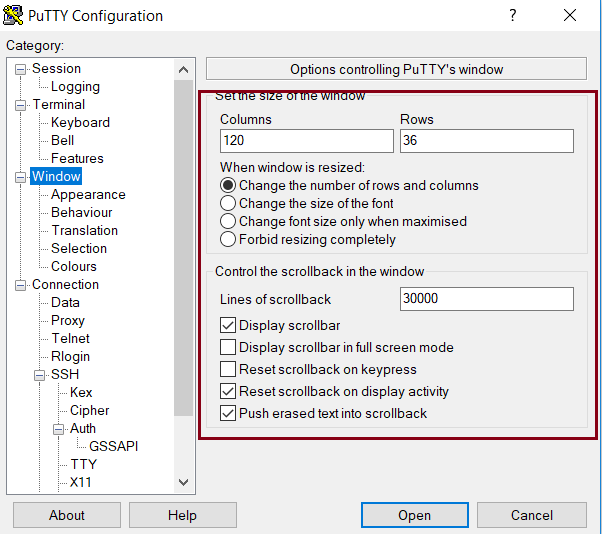 PuTTY Configuration
Category:
Session
Logging
Terminal
Keyboard
Bell
Features
Window
Appearance
Behaviour
Translation
Selection
Colours
Connection
Data
Proxy
Telnet
Rlogin
SSH
Kex
Cipher
Auth
GSSAPI
TTY
X11
Options controlling PuTTY's window
Set the size of the window
Columns Rows
120 36
When window is resized:
Change the number of rows and columns
Change the size of the font
Change font size only when maximised
Forbid resizing completely
Control the scrollback in the window
Lines of scrollback 30000
Display scrollbar
Display scrollbar in full screen mode
Reset scrollback on keypress
Reset scrollback on display activity
Push erased text into scrollback
About Help Open Cancel